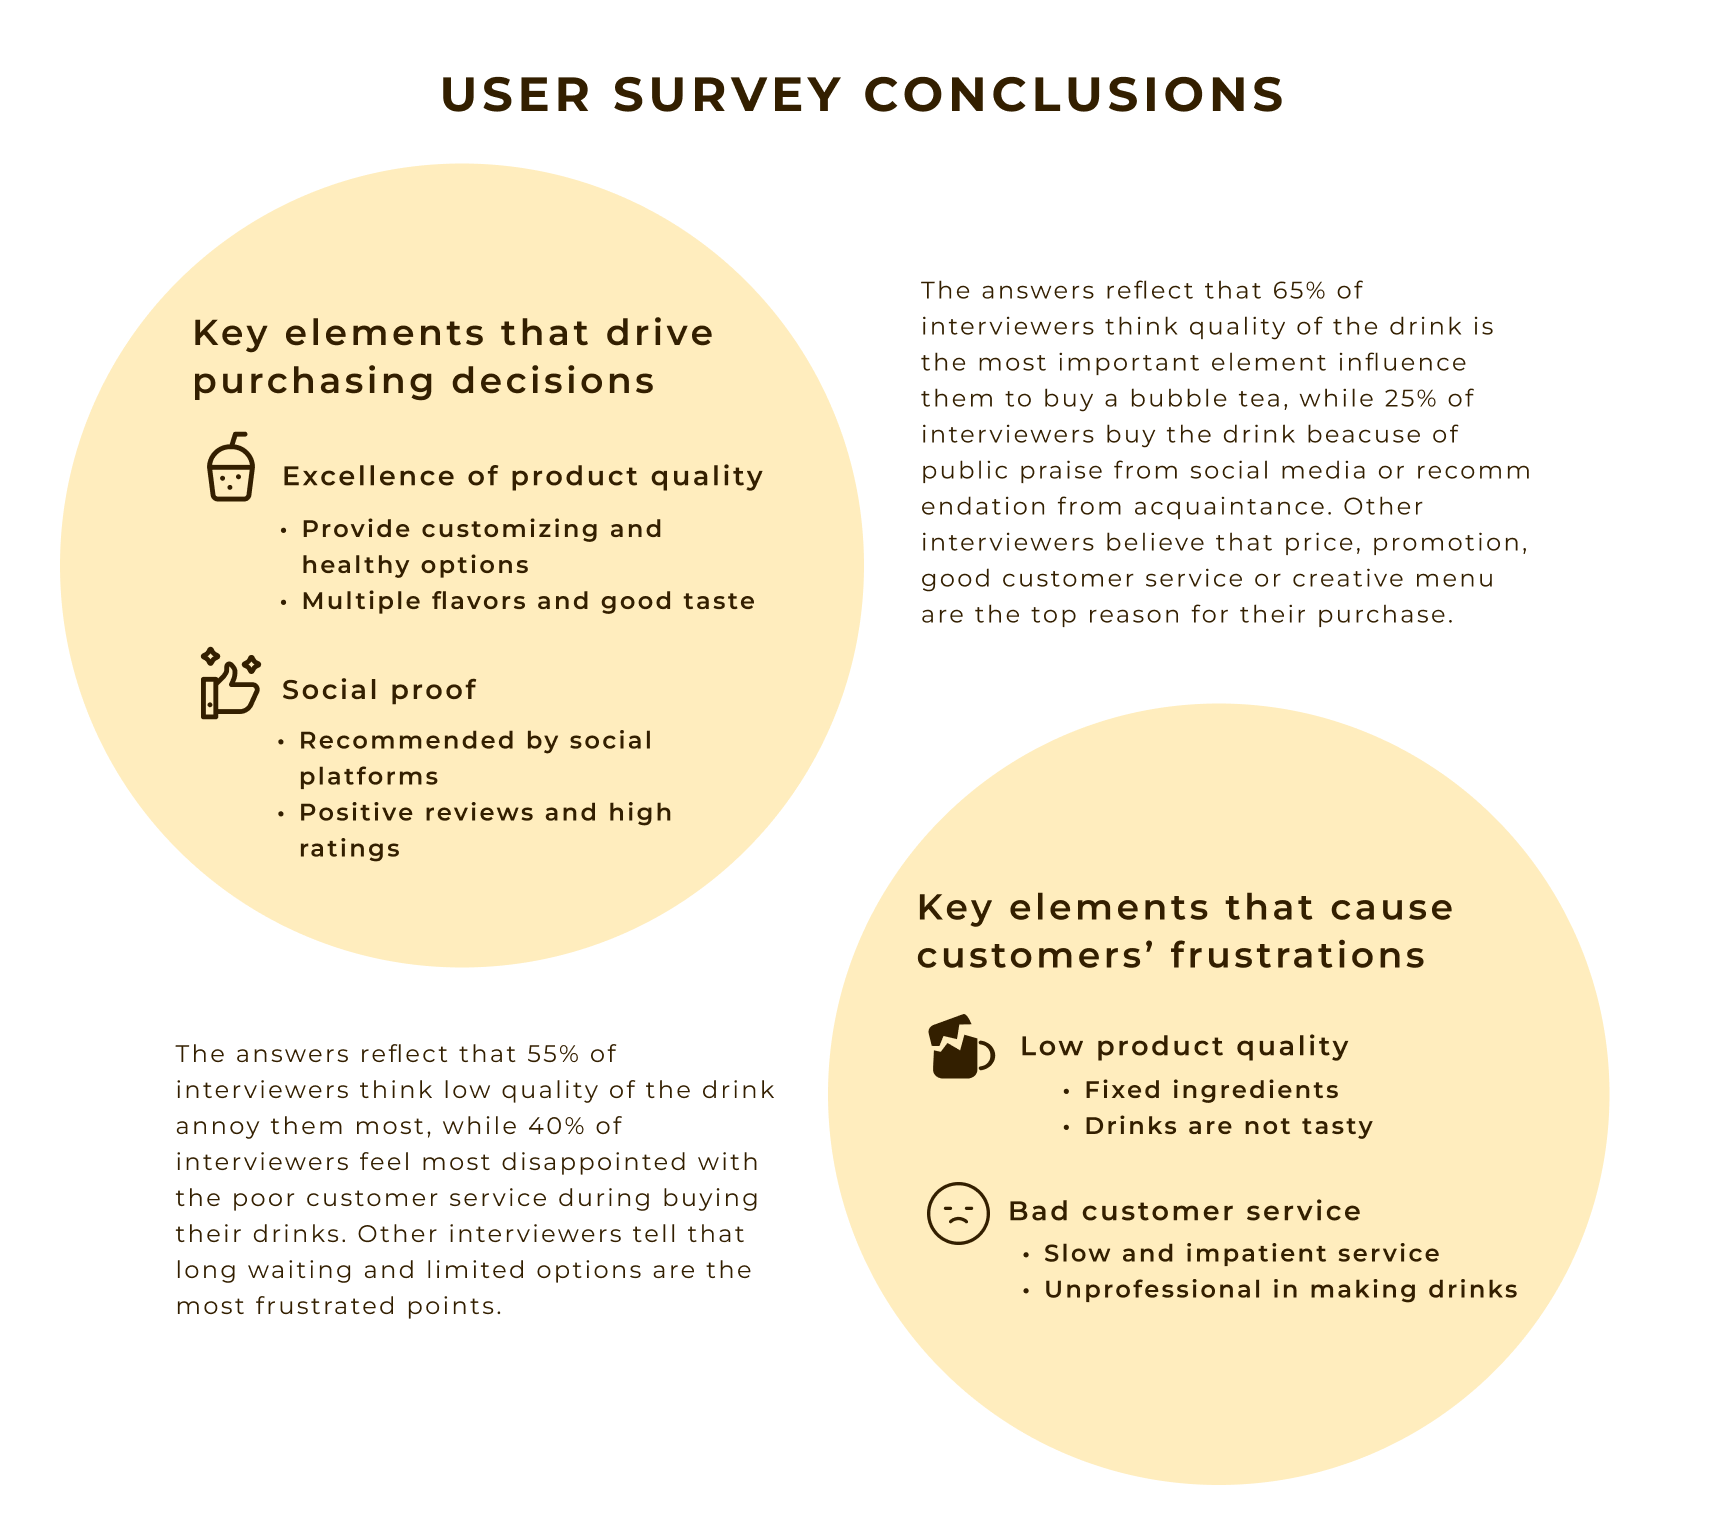 USER SURVEY CONCLUSIONS
Key elements that drive
purchasing decisions
Excellence of product quality
• Provide customizing and
healthy options
• Multiple flavors and good taste
Social proof
• Recommended by social
platforms
• Positive reviews and high
ratings
The answers reflect that 65% of
interviewers think quality of the drink is
the most important element influence
them to buy a bubble tea, while 25% of
interviewers buy the drink beacuse of
public praise from social media or recomm
endation from acquaintance. Other
interviewers believe that price, promotion,
good customer service or creative menu
are the top reason for their purchase.
The answers reflect that 55% of
interviewers think low quality of the drink
annoy them most, while 40% of
interviewers feel most disappointed with
the poor customer service during buying
their drinks. Other interviewers tell that
long waiting and limited options are the
most frustrated points.
Key elements that cause
customers’ frustrations
Low product quality
• Fixed ingredients
• Drinks are not tasty
Bad customer service
• Slow and impatient service
• Unprofessional in making drinks